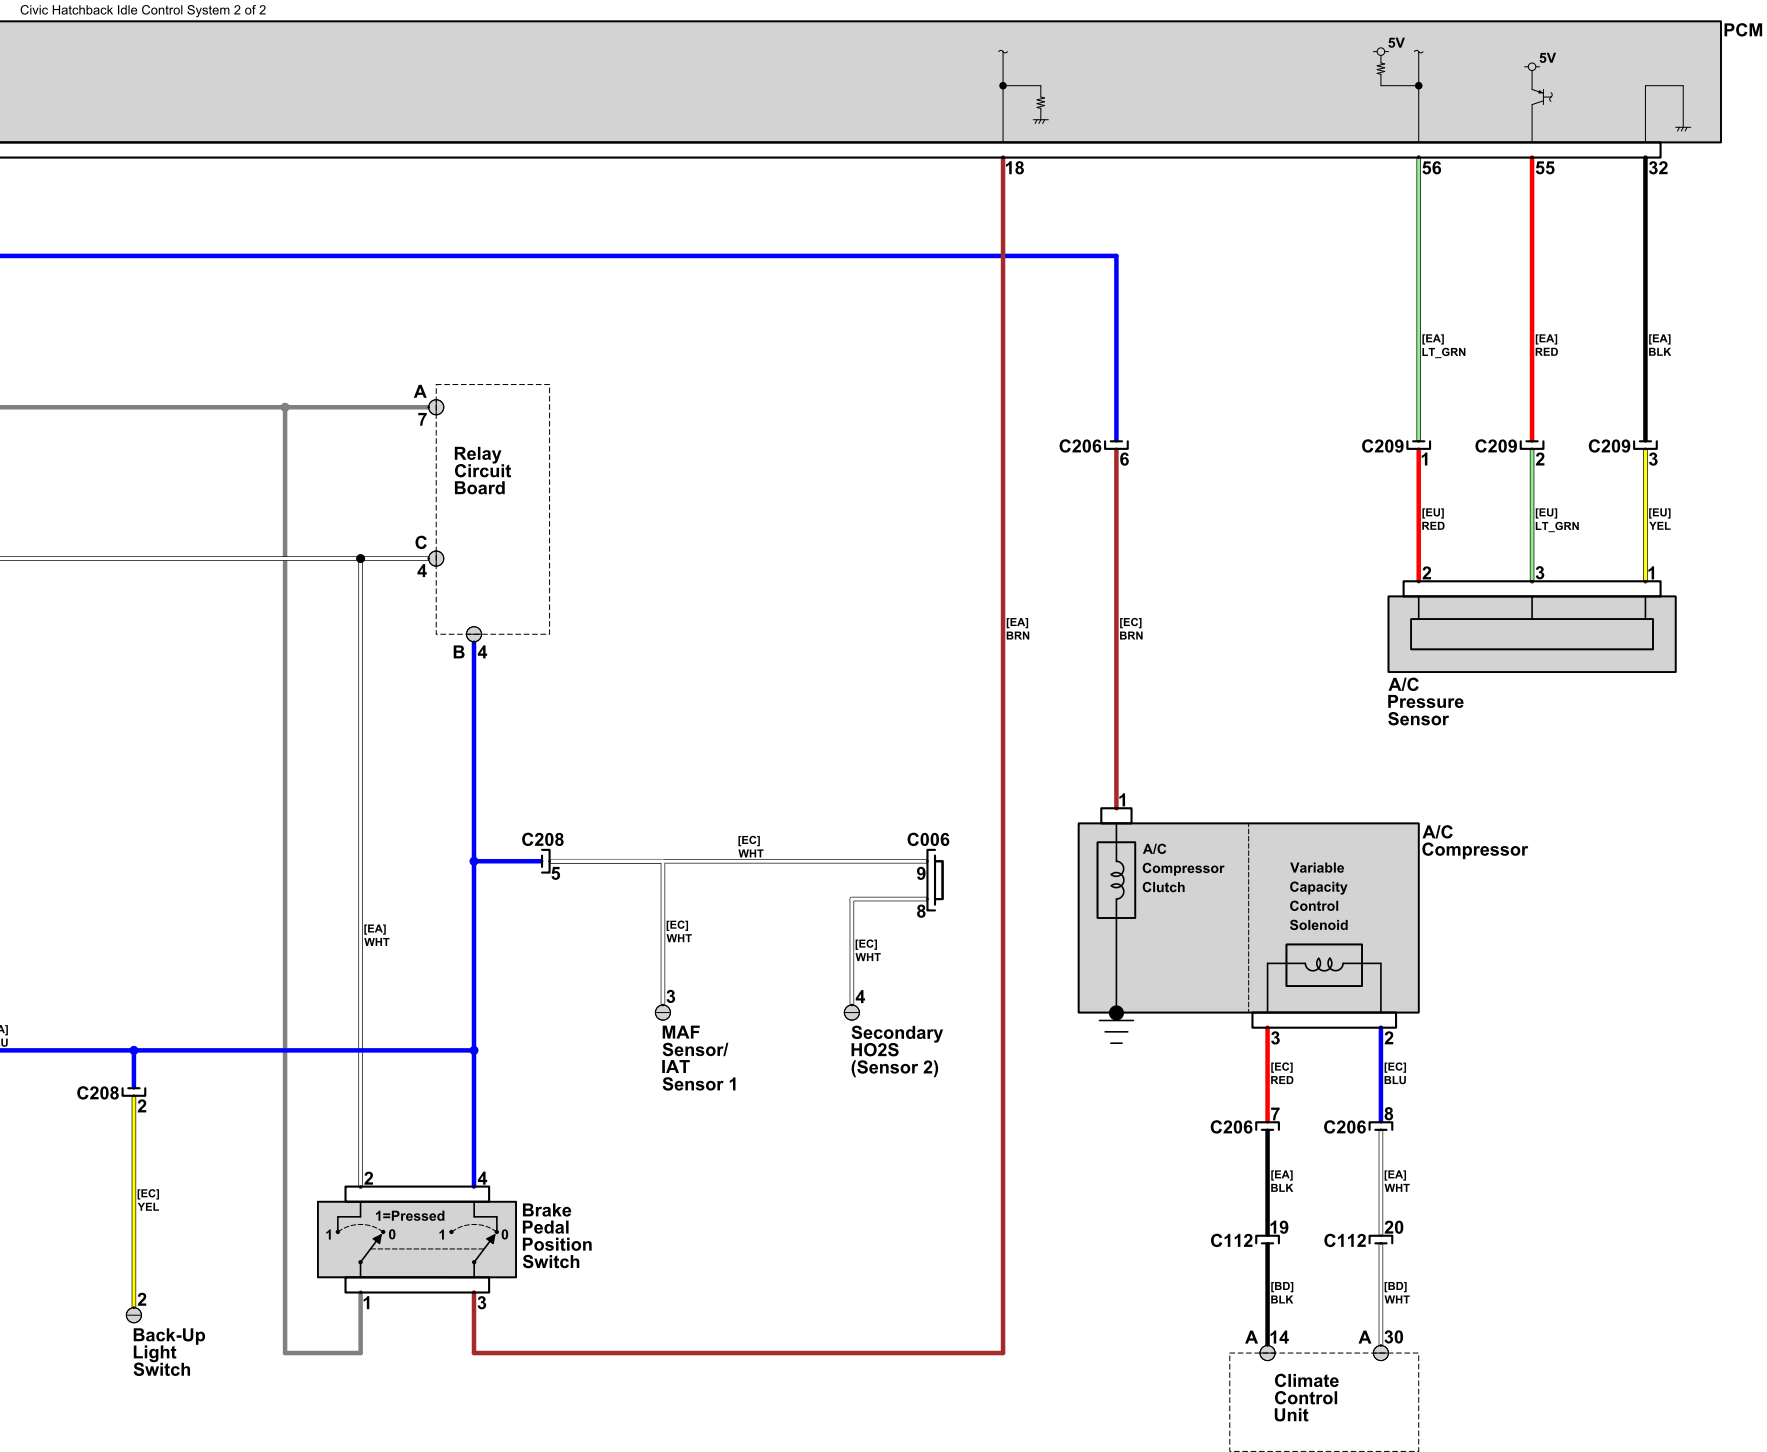 Civic Hatchback Idle Control System 2 of 2
PCM
5V
5V
18
56
55
32
[EA]
LT_GRN
[EA]
RED
[EA]
BLK
A
7
Relay
Circuit
Board
C
4
B 4
C206
6
C209
1
C209
2
C209
3
[EU]
RED
[EU]
LT_GRN
[EU]
YEL
2
3
1
A/C
Pressure
Sensor
[EA]
BRN
[EC]
BRN
1
A/C
Compressor
A/C
Compressor
Clutch
Variable
Capacity
Control
Solenoid
C208
5
[EC]
WHT
C006
9
8
[EA]
WHT
[EC]
WHT
[EC]
WHT
3
MAF
Sensor/
IAT
Sensor 1
4
Secondary
HO2S
(Sensor 2)
A]
U
3
2
[EC]
RED
[EC]
BLU
C208
2
7
C206
8
C206
[EC]
YEL
[EA]
BLK
[EA]
WHT
2
4
1=Pressed
1
0
1
0
Brake
Pedal
Position
Switch
1
3
19
C112
20
C112
[BD]
BLK
[BD]
WHT
2
Back-Up
Light
Switch
A 14
A 30
Climate
Control
Unit